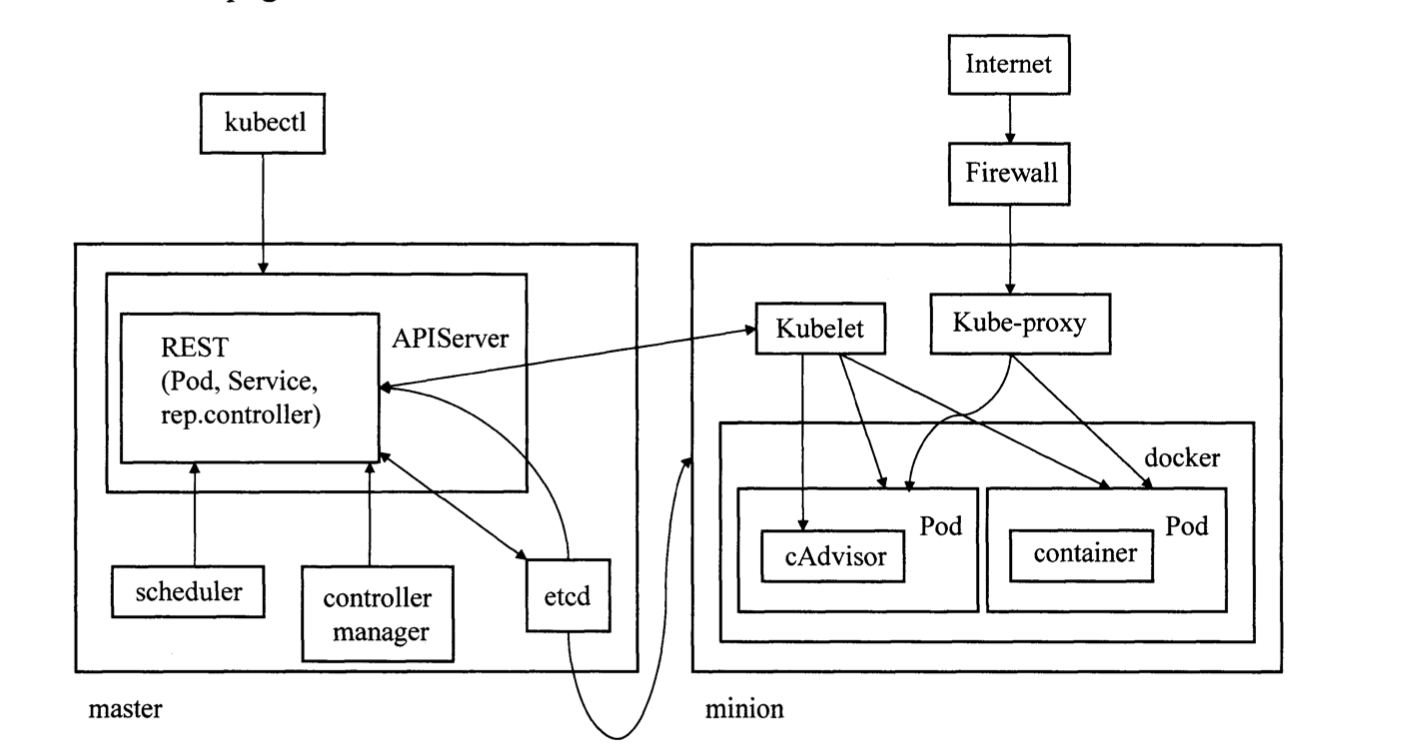 Internet
kubectl
Firewall
APIServer
REST
(Pod, Service,
rep.controller)
Kubelet
Kube-proxy
docker
Pod
Pod
cAdvisor
container
scheduler
controller
manager
etcd
master
minion